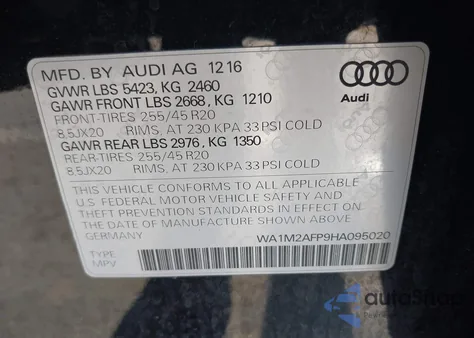 MFD. BY AUDI AG 12 16
GVWR LBS 5423, KG 2460
GAWR FRONT LBS 2668, KG 1210
FRONT-TIRES 255/45 R20
8.5JX20 RIMS, AT 230 KPA 33 PSI COLD
GAWR REAR LBS 2976, KG 1350
REAR-TIRES 255/45 R20
8.5JX20 RIMS, AT 230 KPA 33 PSI COLD
Audi
THIS VEHICLE CONFORMS TO ALL APPLICABLE
U.S. FEDERAL MOTOR VEHICLE SAFETY AND
THEFT PREVENTION STANDARDS IN EFFECT ON
THE DATE OF MANUFACTURE SHOWN ABOVE.
GERMANY WA1M2AFP9HA095020
TYPE
MPV
autoSnap